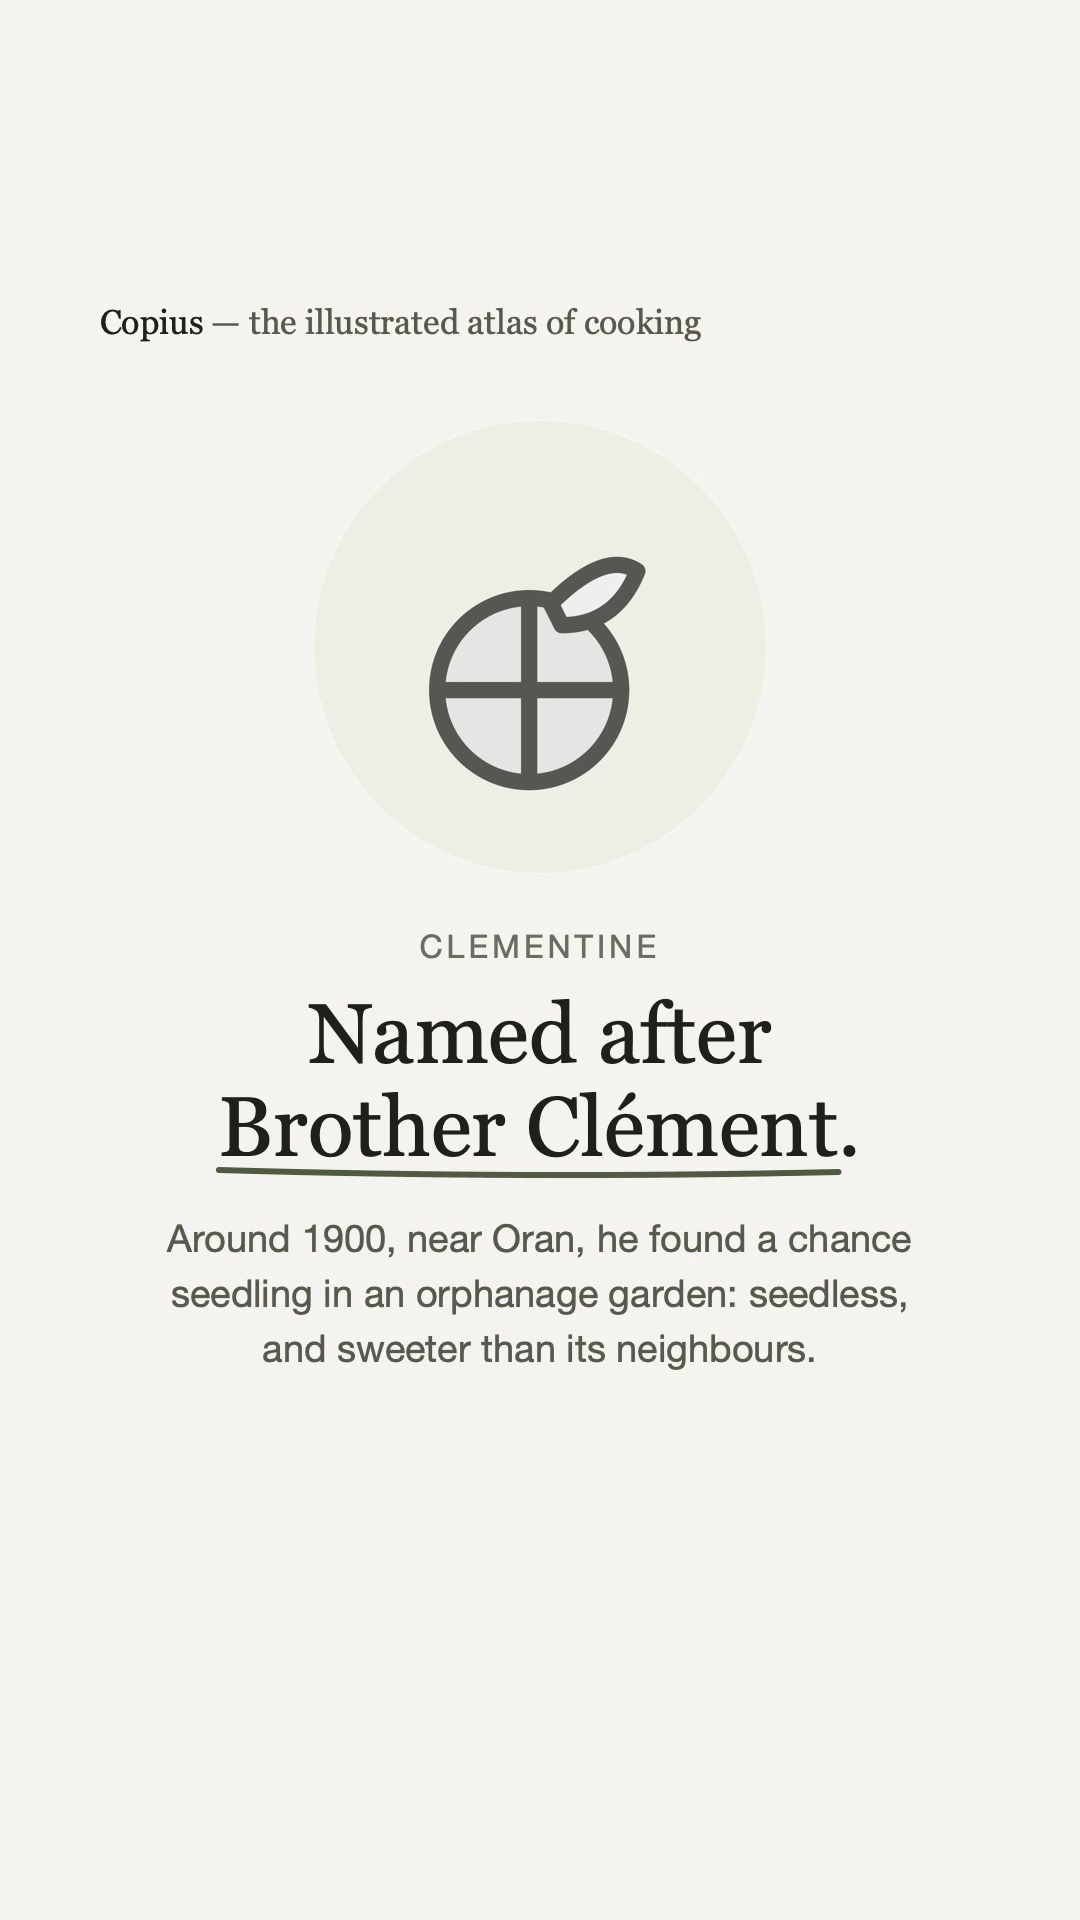 Copius — the illustrated atlas of cooking
CLEMENTINE
Named after
Brother Clément.
Around 1900, near Oran, he found a chance
seedling in an orphanage garden: seedless,
and sweeter than its neighbours.